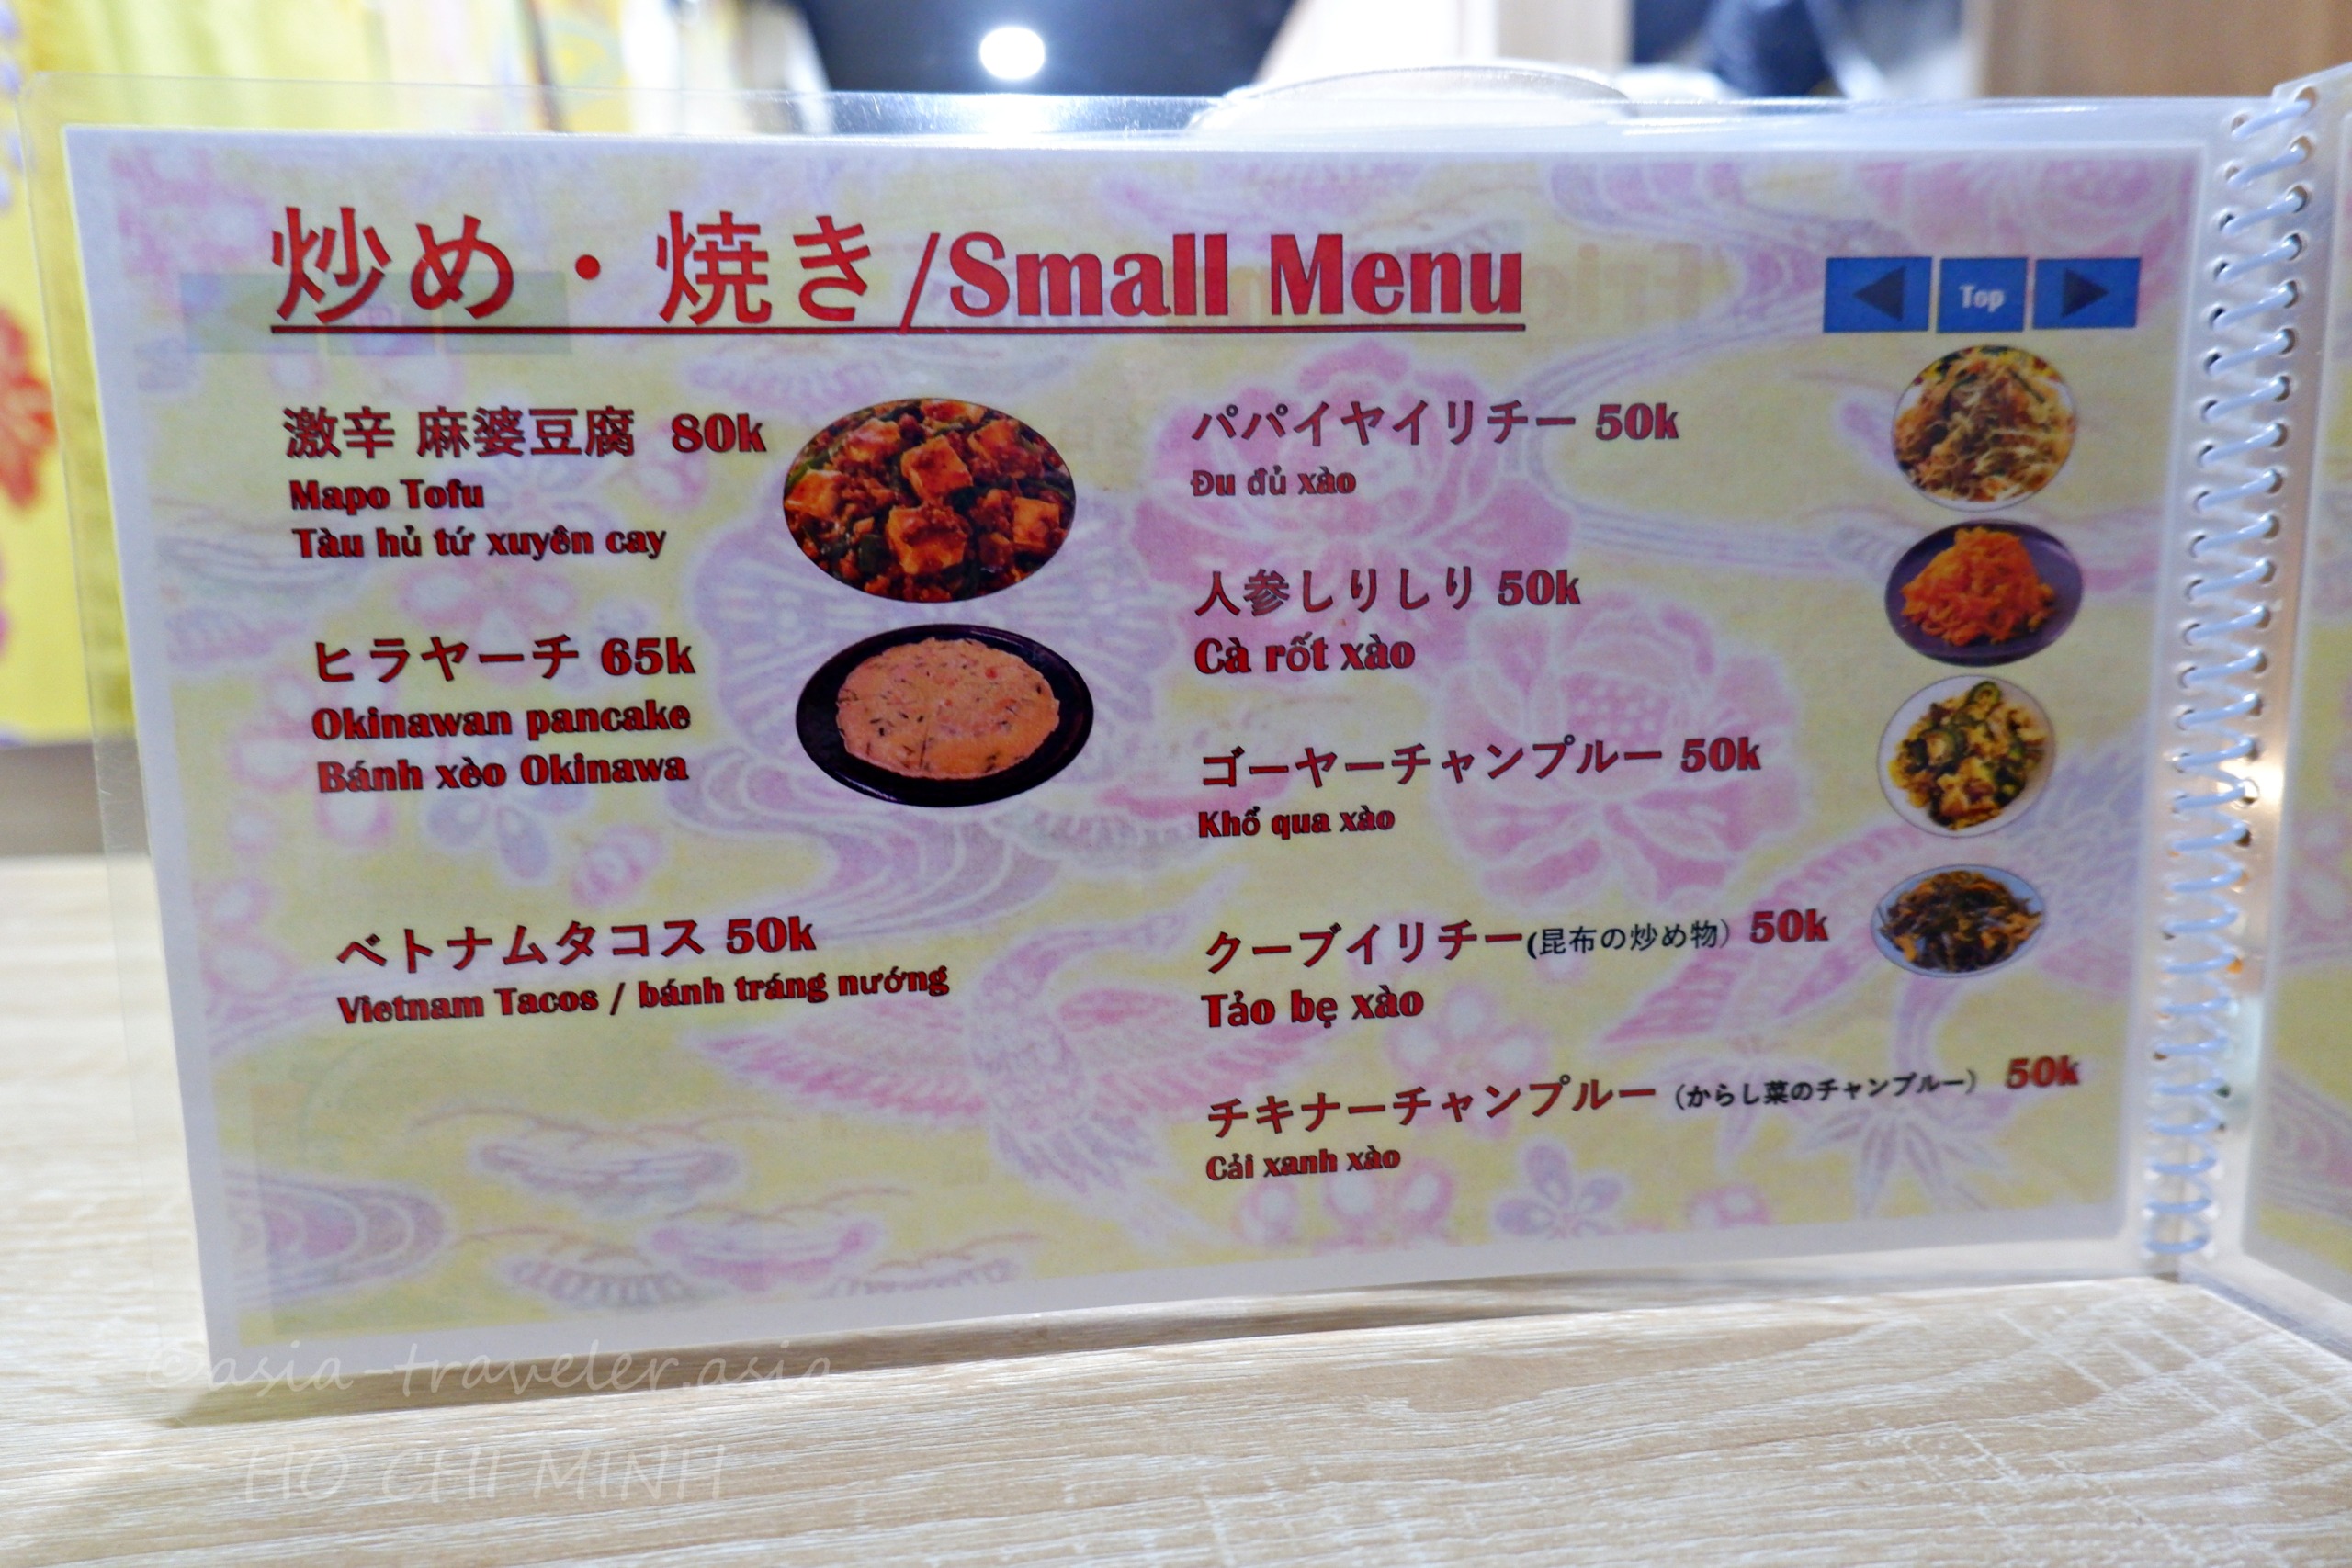 炒め・焼き/Small Menu
Top
激辛 麻婆豆腐 80k
Mapo Tofu
Tàu hủ tứ xuyên cay
ヒラヤーチ 65k
Okinawan pancake
Bánh xèo Okinawa
ベトナムタコス 50k
Vietnam Tacos / bánh tráng nướng
パパイヤイリチー 50k
Đu đủ xào
人参しりしり 50k
Cà rốt xào
ゴーヤーチャンプルー 50k
Khổ qua xào
クーブイリチー(昆布の炒め物) 50k
Tảo bẹ xào
チキナーチャンプルー (からし菜のチャンプルー) 50k
Cải xanh xào
©asia-traveler.asia
HO CHI MINH